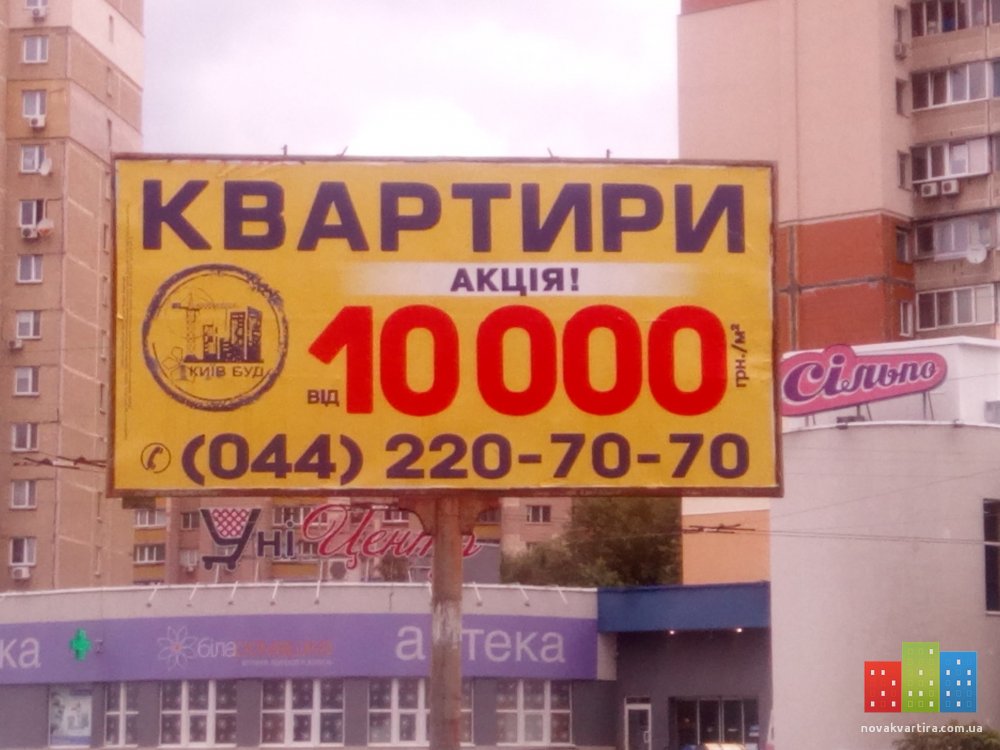 КВАРТИРИ
АКЦІЯ!
КИЇВ БУД
ВІД 10 000 грн./м²
(044) 220-70-70
Сільпо
Уні Центр
ка
біла ромашка
аптека
novakvartira.com.ua